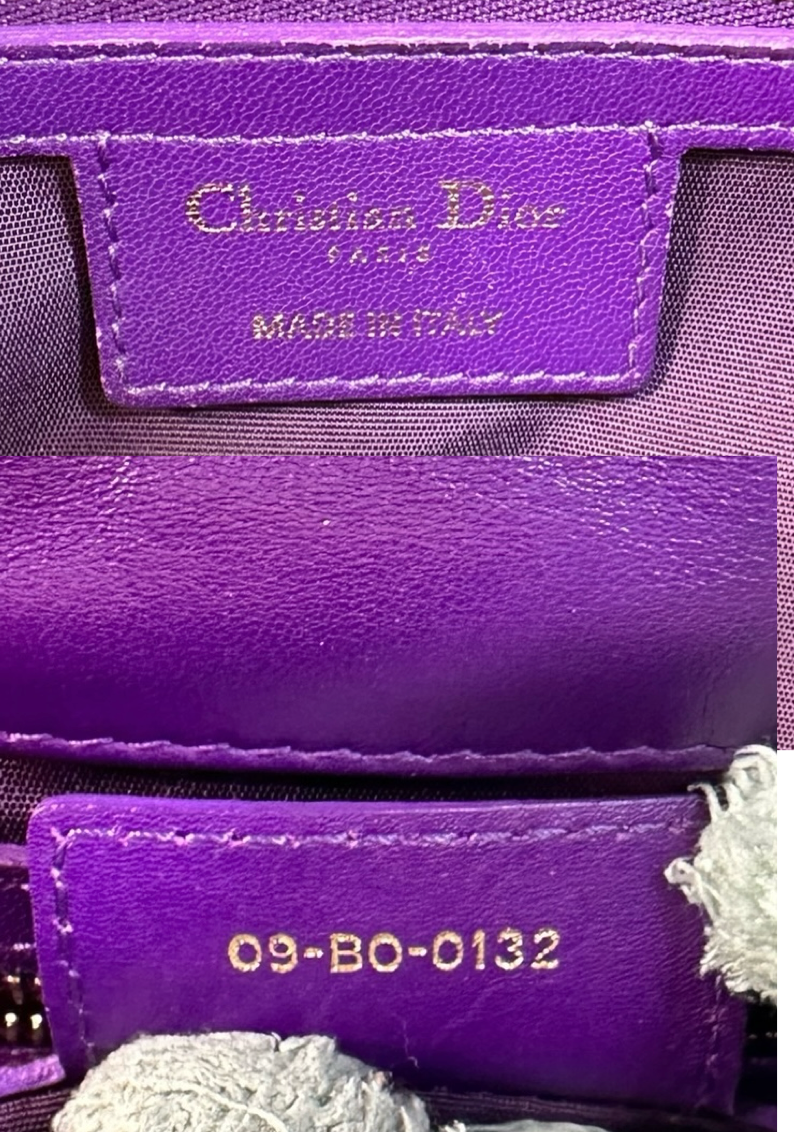 Christian Dior
PARIS
MADE IN ITALY
09-BO-0132